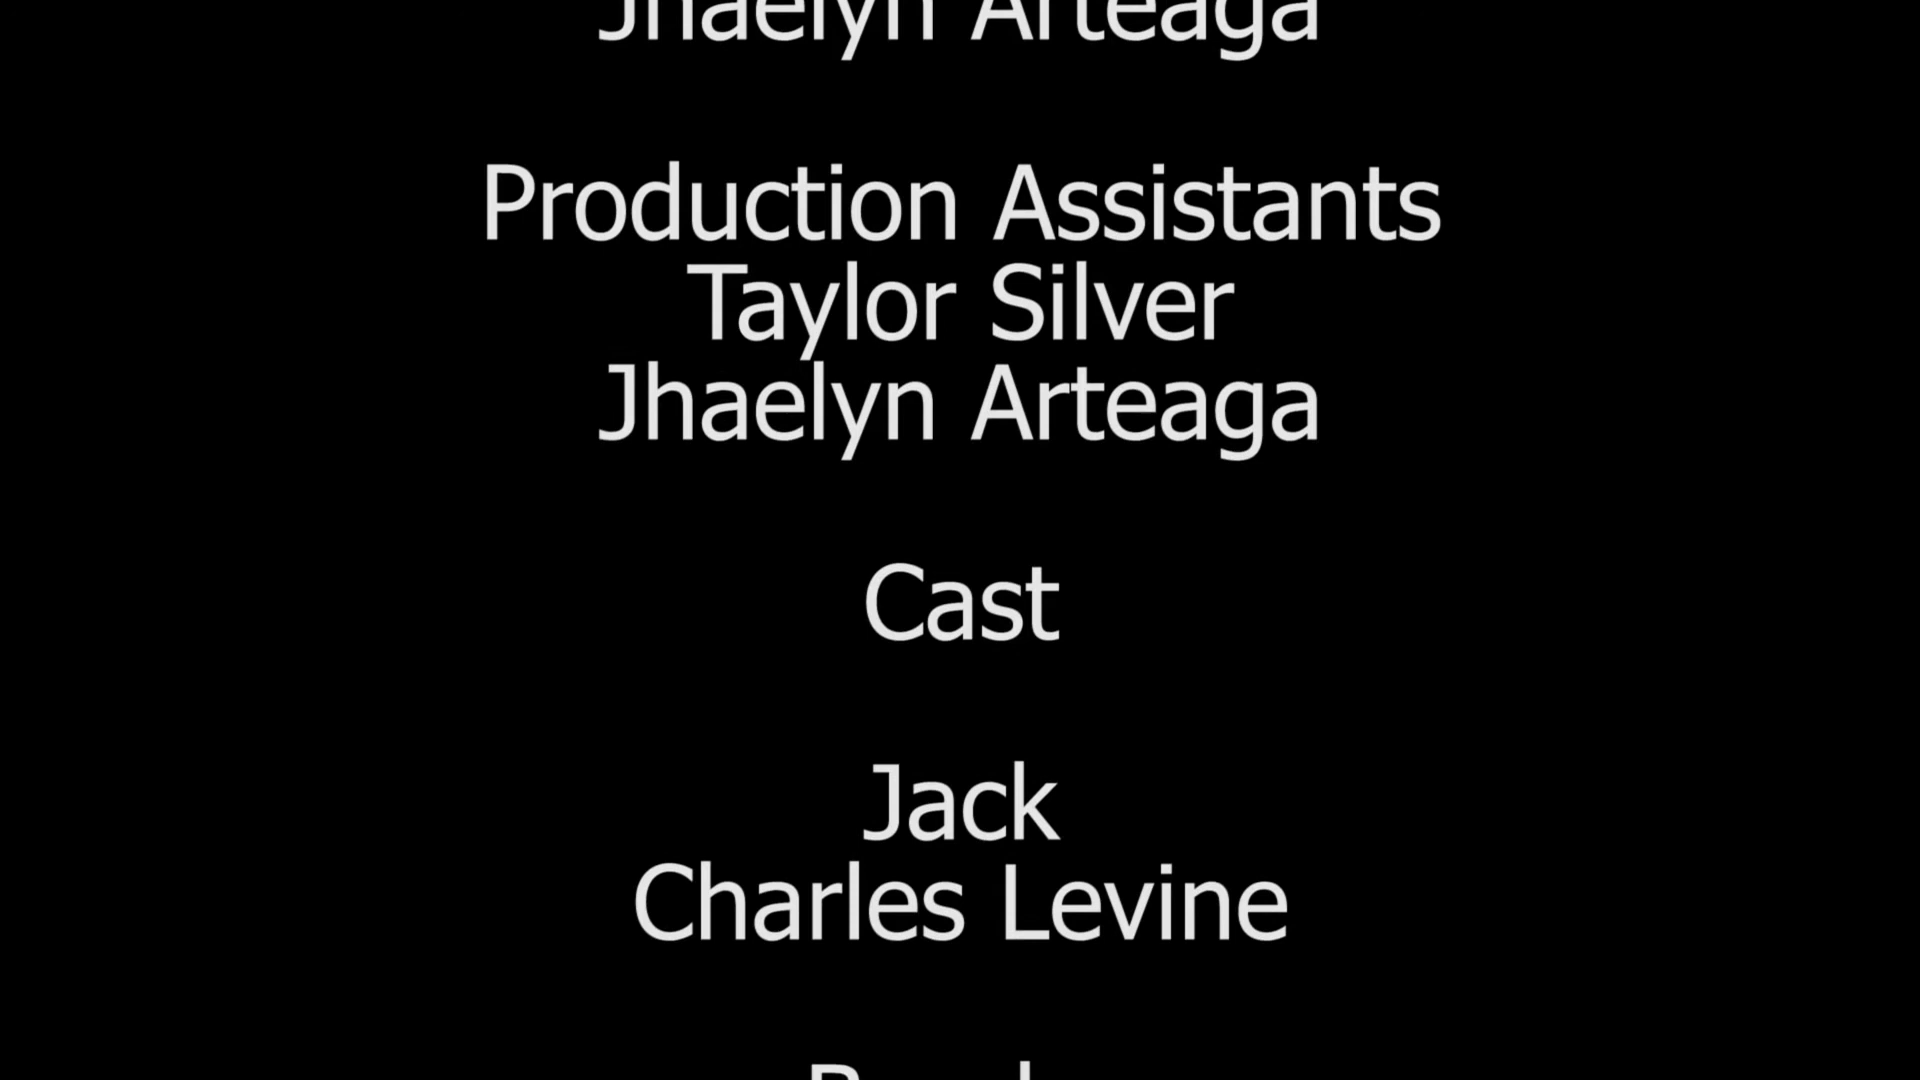 Jhaelyn Arteaga
Production Assistants
Taylor Silver
Jhaelyn Arteaga
Cast
Jack
Charles Levine